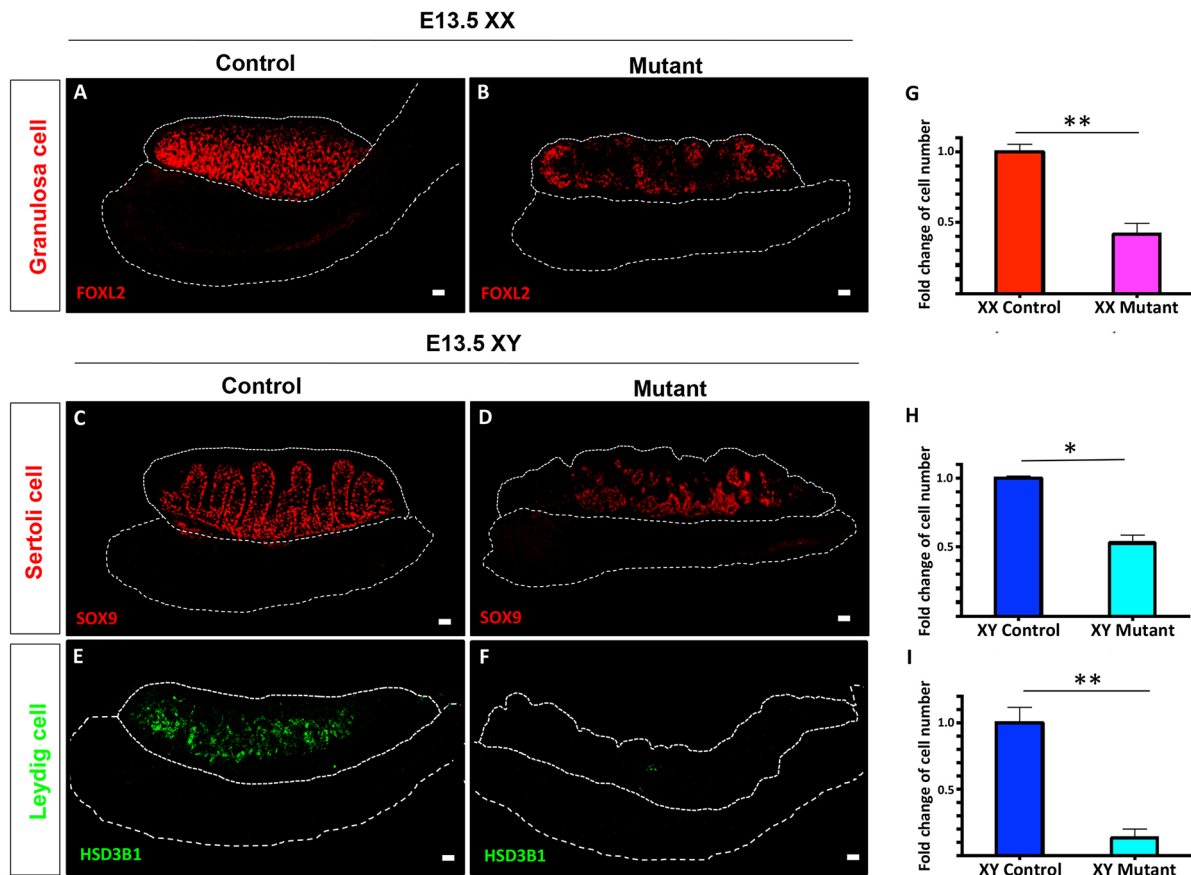 E13.5 XX
Control
Mutant
Granulosa cell
A
FOXL2
B
FOXL2
G
**
Fold change of cell number
1.0
0.5
XX Control
XX Mutant
E13.5 XY
Control
Mutant
Sertoli cell
C
SOX9
D
SOX9
H
*
Fold change of cell number
1.0
0.5
XY Control
XY Mutant
Leydig cell
E
HSD3B1
F
HSD3B1
I
**
Fold change of cell number
1.0
0.5
XY Control
XY Mutant